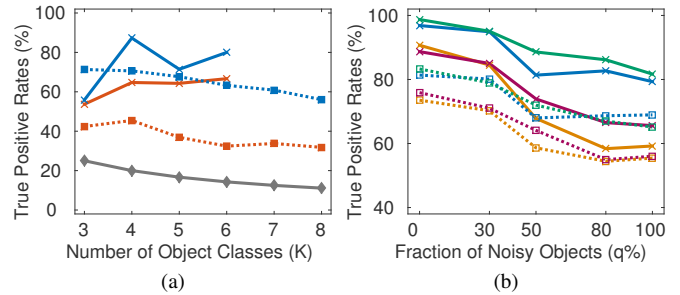 True Positive Rates (%)
100
80
60
40
20
0
3 4 5 6 7 8
Number of Object Classes (K)
(a)
True Positive Rates (%)
100
80
60
40
0 30 50 80 100
Fraction of Noisy Objects (q%)
(b)